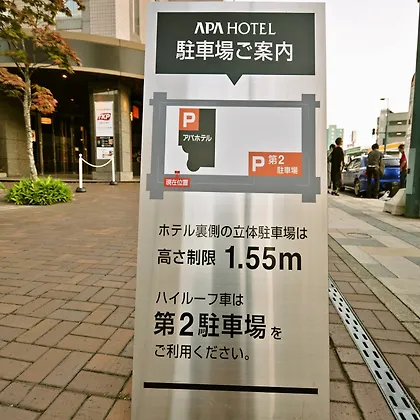 APA HOTEL
駐車場ご案内
P
アパホテル
P 第2
駐車場
現在位置
ホテル裏側の立体駐車場は
高さ制限 1.55m
ハイルーフ車は
第2駐車場を
ご利用ください。
TKP